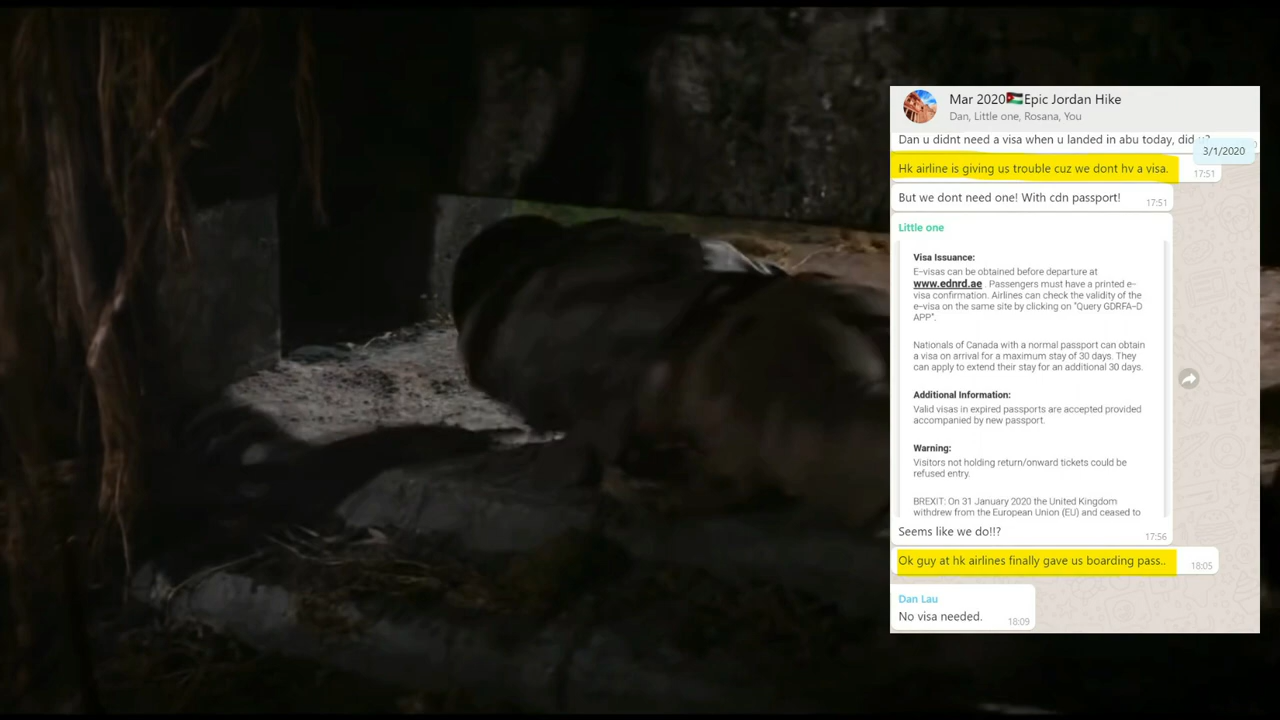 Mar 2020🇯🇴Epic Jordan Hike
Dan, Little one, Rosana, You
Dan u didnt need a visa when u landed in abu today, did u?
3/1/2020
Hk airline is giving us trouble cuz we dont hv a visa.
17:51
But we dont need one! With cdn passport!
17:51
Little one
Visa Issuance:
E-visas can be obtained before departure at
www.ednrd.ae . Passengers must have a printed e-
visa confirmation. Airlines can check the validity of the
e-visa on the same site by clicking on "Query GDRFA-D
APP".
Nationals of Canada with a normal passport can obtain
a visa on arrival for a maximum stay of 30 days. They
can apply to extend their stay for an additional 30 days.
Additional Information:
Valid visas in expired passports are accepted provided
accompanied by new passport.
Warning:
Visitors not holding return/onward tickets could be
refused entry.
BREXIT: On 31 January 2020 the United Kingdom
withdrew from the European Union (EU) and ceased to
Seems like we do!!?
17:56
Ok guy at hk airlines finally gave us boarding pass..
18:05
Dan Lau
No visa needed.
18:09